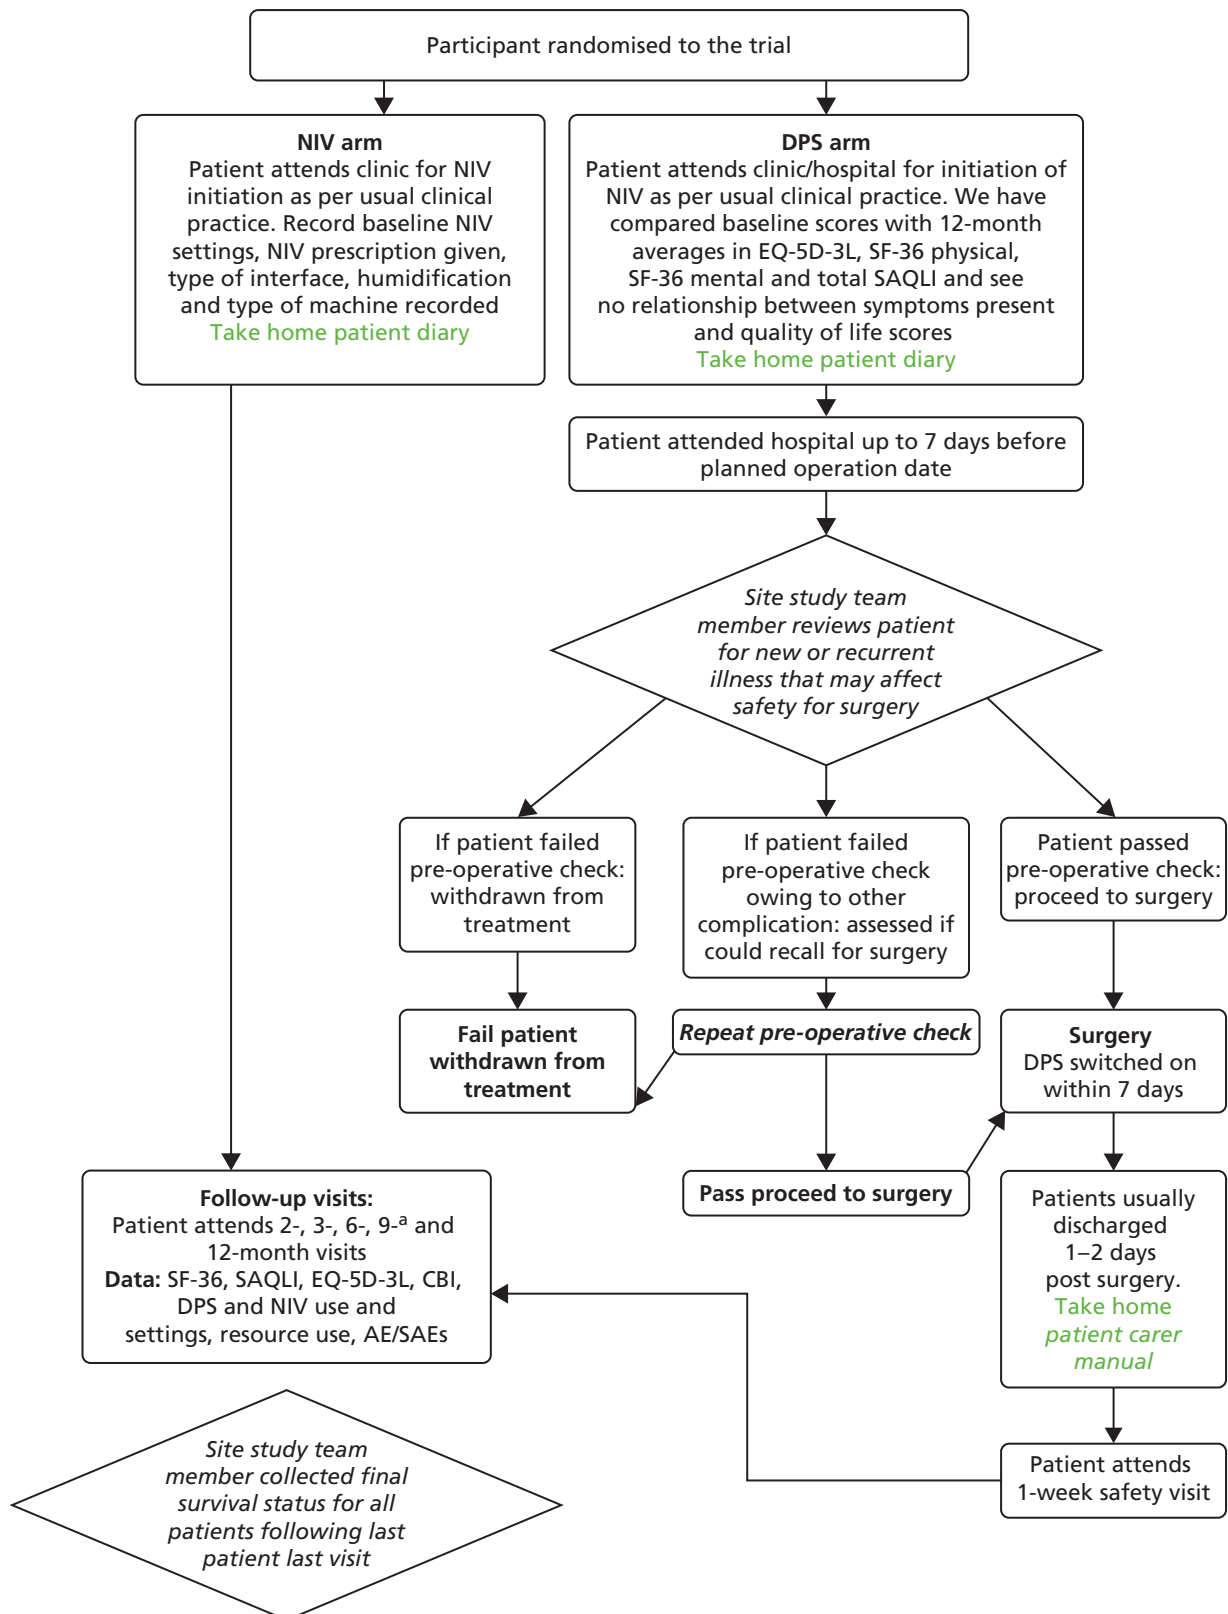 Participant randomised to the trial
NIV arm
Patient attends clinic for NIV
initiation as per usual clinical
practice. Record baseline NIV
settings, NIV prescription given,
type of interface, humidification
and type of machine recorded
Take home patient diary
DPS arm
Patient attends clinic/hospital for initiation of
NIV as per usual clinical practice. We have
compared baseline scores with 12-month
averages in EQ-5D-3L, SF-36 physical,
SF-36 mental and total SAQLI and see
no relationship between symptoms present
and quality of life scores
Take home patient diary
Patient attended hospital up to 7 days before
planned operation date
Site study team
member reviews patient
for new or recurrent
illness that may affect
safety for surgery
If patient failed
pre-operative check:
withdrawn from
treatment
If patient failed
pre-operative check
owing to other
complication: assessed if
could recall for surgery
Patient passed
pre-operative check:
proceed to surgery
Fail patient
withdrawn from
treatment
Repeat pre-operative check
Surgery
DPS switched on
within 7 days
Pass proceed to surgery
Patients usually
discharged
1–2 days
post surgery.
Take home
patient carer
manual
Follow-up visits:
Patient attends 2-, 3-, 6-, 9-a and
12-month visits
Data: SF-36, SAQLI, EQ-5D-3L, CBI,
DPS and NIV use and
settings, resource use, AE/SAEs
Patient attends
1-week safety visit
Site study team
member collected final
survival status for all
patients following last
patient last visit